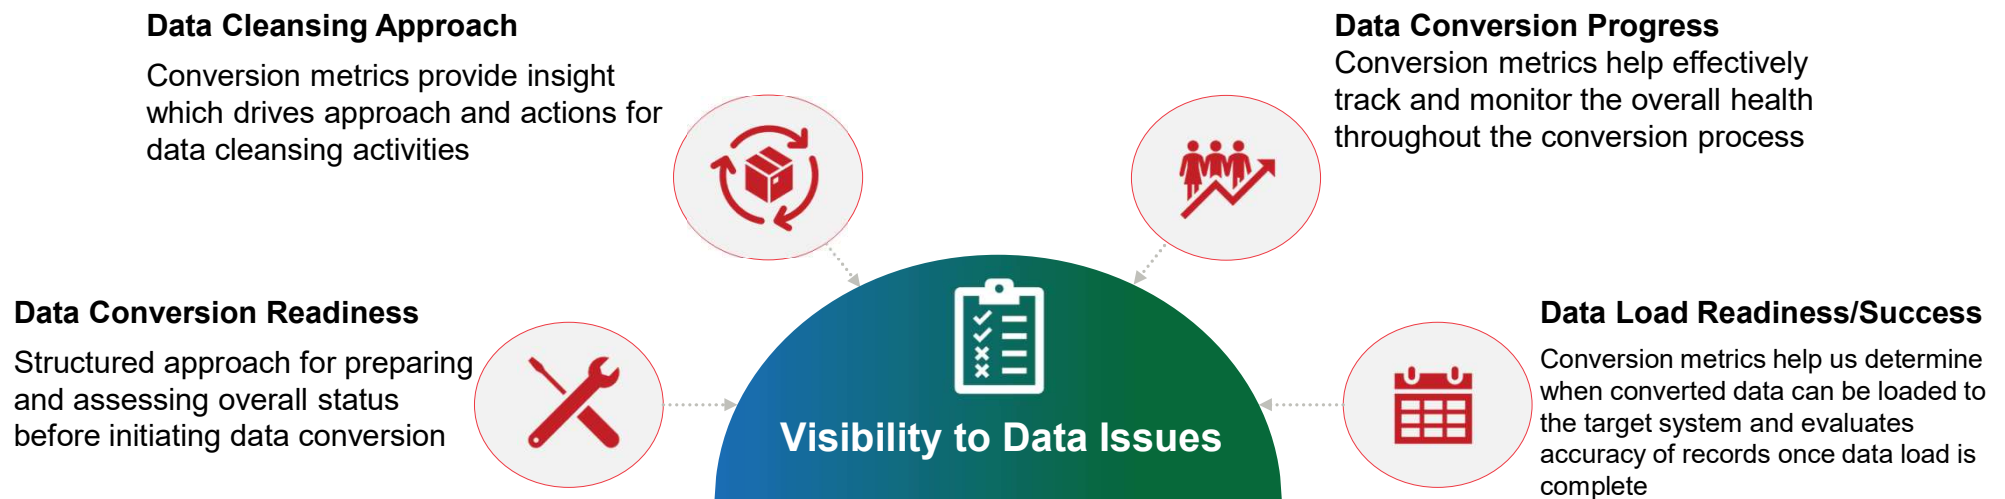 Data Cleansing Approach
Conversion metrics provide insight
which drives approach and actions for
data cleansing activities
Data Conversion Progress
Conversion metrics help effectively
track and monitor the overall health
throughout the conversion process
Data Conversion Readiness
Structured approach for preparing
and assessing overall status
before initiating data conversion
Visibility to Data Issues
Data Load Readiness/Success
Conversion metrics help us determine
when converted data can be loaded to
the target system and evaluates
accuracy of records once data load is
complete